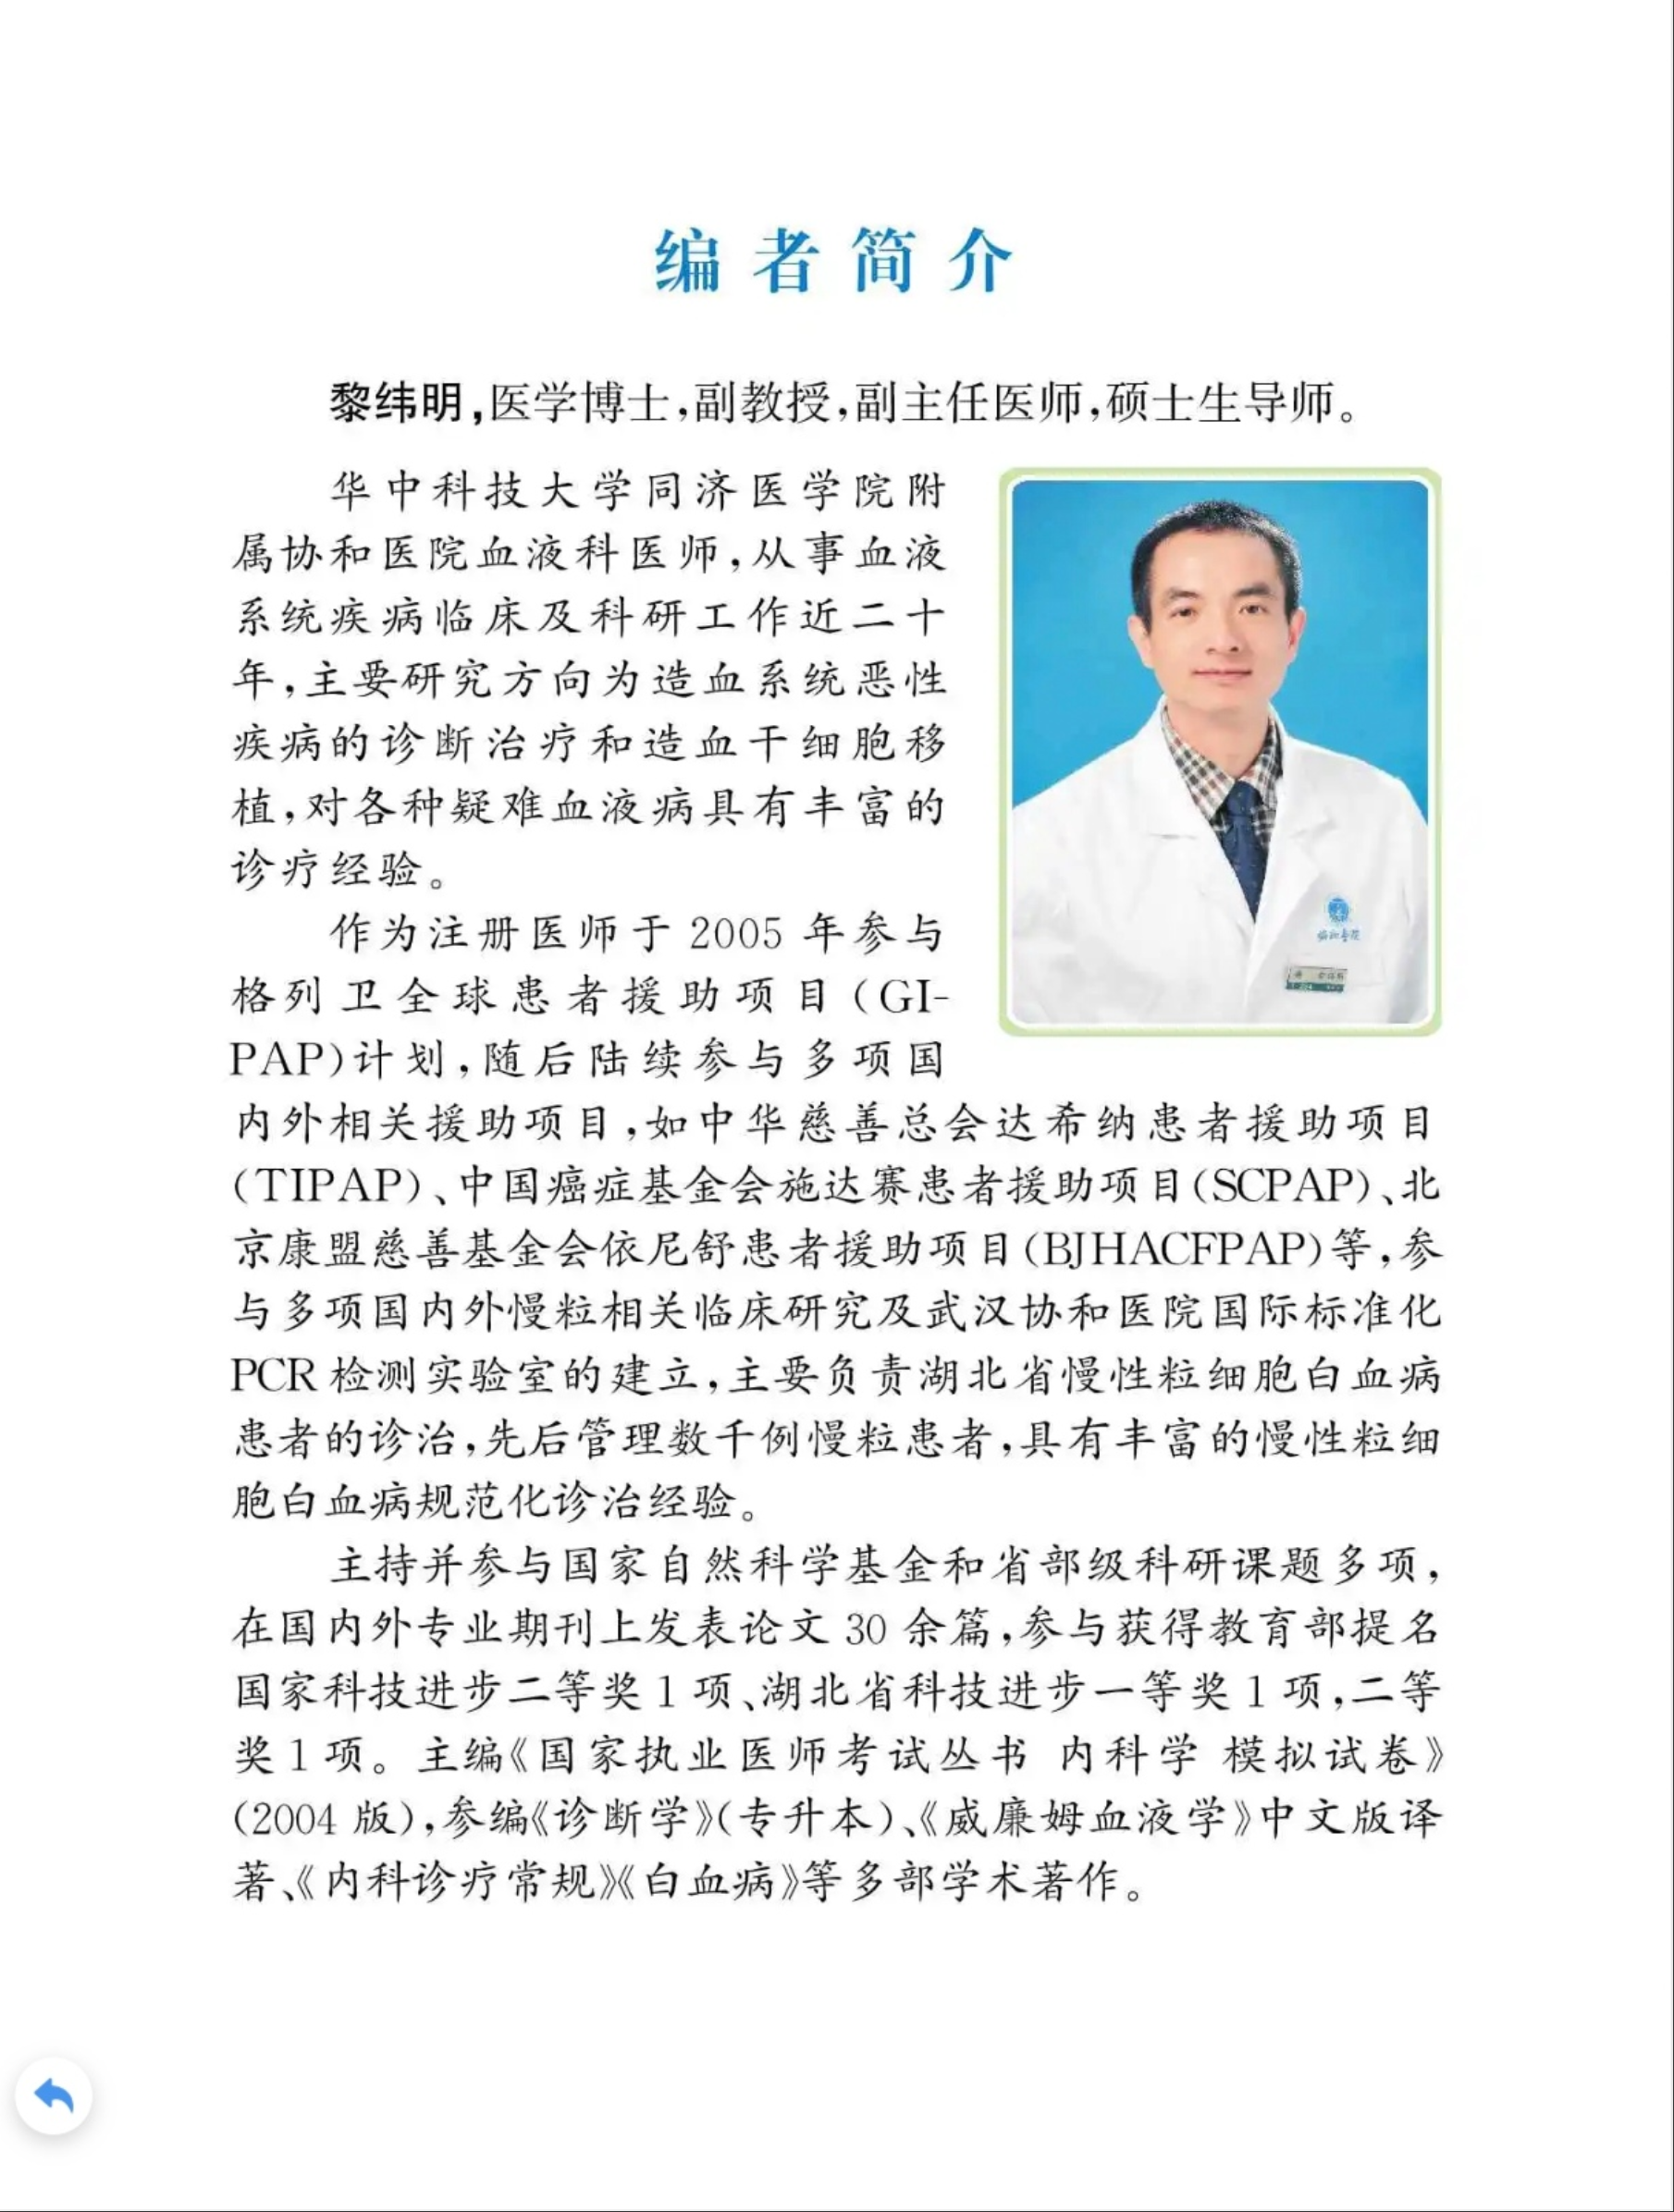 编者简介
黎纬明,医学博士,副教授,副主任医师,硕士生导师。
华中科技大学同济医学院附
属协和医院血液科医师,从事血液
系统疾病临床及科研工作近二十
年,主要研究方向为造血系统恶性
疾病的诊断治疗和造血干细胞移
植,对各种疑难血液病具有丰富的
诊疗经验。
作为注册医师于 2005 年参与
格列卫全球患者援助项目(GI-
PAP)计划,随后陆续参与多项国
内外相关援助项目,如中华慈善总会达希纳患者援助项目
(TIPAP)、中国癌症基金会施达赛患者援助项目(SCPAP)、北
京康盟慈善基金会依尼舒患者援助项目(BJHACFPAP)等,参
与多项国内外慢粒相关临床研究及武汉协和医院国际标准化
PCR 检测实验室的建立,主要负责湖北省慢性粒细胞白血病
患者的诊治,先后管理数千例慢粒患者,具有丰富的慢性粒细
胞白血病规范化诊治经验。
主持并参与国家自然科学基金和省部级科研课题多项,
在国内外专业期刊上发表论文 30 余篇,参与获得教育部提名
国家科技进步二等奖 1 项、湖北省科技进步一等奖 1 项,二等
奖 1 项。主编《国家执业医师考试丛书 内科学 模拟试卷》
(2004 版),参编《诊断学》(专升本)、《威廉姆血液学》中文版译
著、《内科诊疗常规》《白血病》等多部学术著作。